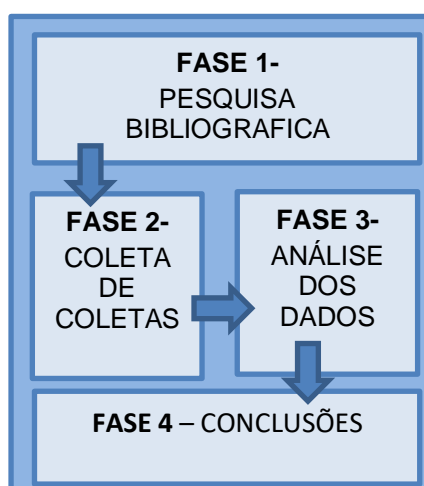 FASE 1-
PESQUISA
BIBLIOGRAFICA
FASE 2-
COLETA
DE
COLETAS
FASE 3-
ANÁLISE
DOS
DADOS
FASE 4 – CONCLUSÕES